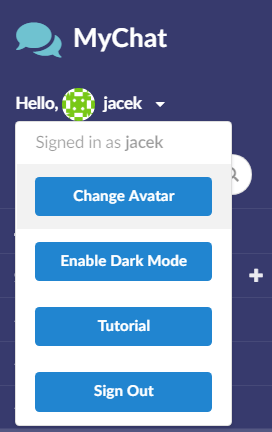 MyChat
Hello, jacek
Signed in as jacek
Change Avatar
Enable Dark Mode
Tutorial
Sign Out